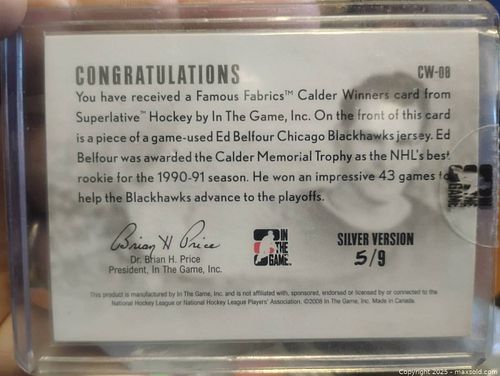 CONGRATULATIONS
CW-08
You have received a Famous Fabrics™ Calder Winners card from
Superlative™ Hockey by In The Game, Inc. On the front of this card
is a piece of game-used Ed Belfour Chicago Blackhawks jersey. Ed
Belfour was awarded the Calder Memorial Trophy as the NHL's best
rookie for the 1990-91 season. He won an impressive 43 games to
help the Blackhawks advance to the playoffs.
Brian H Price
Dr. Brian H. Price
President, In The Game, Inc.
IN
THE
GAME
SILVER VERSION
5/9
This product is manufactured by In The Game, Inc. and is not affiliated with, sponsored, endorsed or licensed by or connected to the
National Hockey League or National Hockey League Players' Association. ©2008 In The Game, Inc. Made in Canada.
Copyright 2025 - maxsold.com